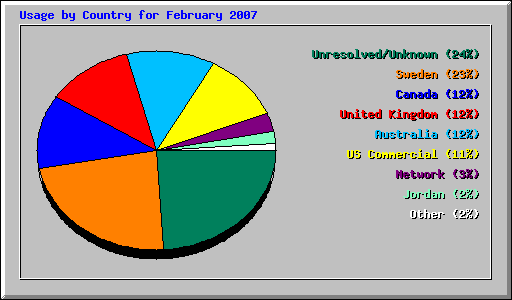 Usage by Country for February 2007
Unresolved/Unknown (24%)
Sweden (23%)
Canada (12%)
United Kingdom (12%)
Australia (12%)
US Commercial (11%)
Network (3%)
Jordan (2%)
Other (2%)